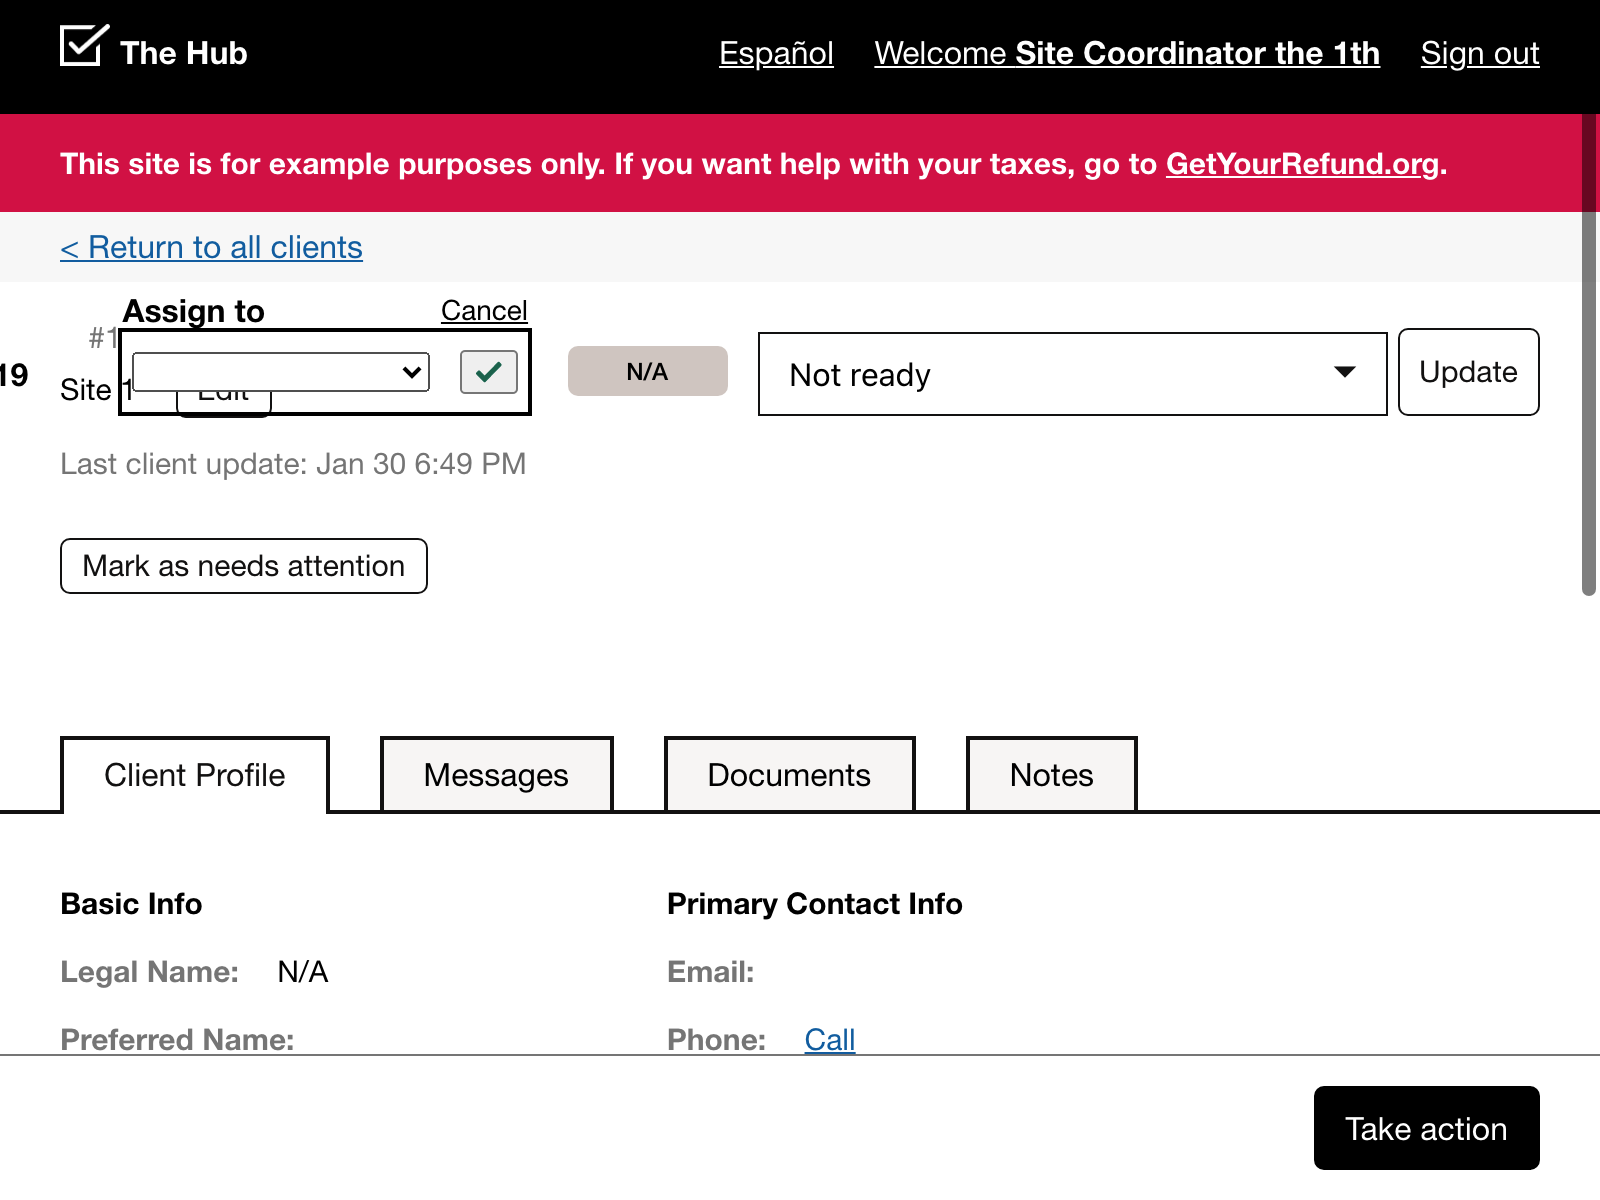 The Hub
Español Welcome Site Coordinator the 1th Sign out
This site is for example purposes only. If you want help with your taxes, go to GetYourRefund.org.
< Return to all clients
Assign to Cancel
#1
19
Site 1 Edit
N/A
Not ready
Update
Last client update: Jan 30 6:49 PM
Mark as needs attention
Client Profile Messages Documents Notes
Basic Info
Legal Name: N/A
Preferred Name:
Primary Contact Info
Email:
Phone: Call
Take action